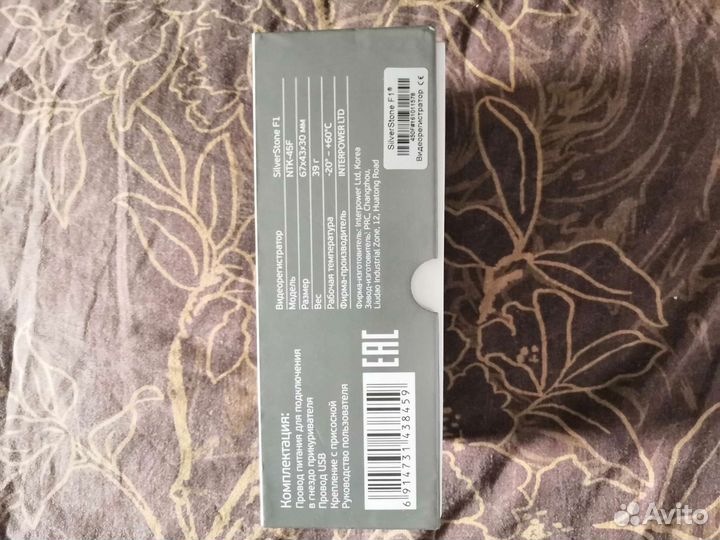 Видеорегистратор SilverStone F1
Модель NTK-45F
Размер 67x43x30 мм
Вес 39 г
Рабочая температура -20° – +60°C
Фирма-производитель INTERPOWER LTD
Фирма-изготовитель: Interpower Ltd, Korea
Завод-изготовитель: PRC, Changzhou,
Liudao Industrial Zone, 12, Huatong Road
SilverStone F1®
45OF#161011578
Видеорегистратор CE
Комплектация:
Провод питания для подключения
в гнездо прикуривателя
Провод USB
Крепление с присоской
Руководство пользователя
EAC
6 914731 438459
Avito